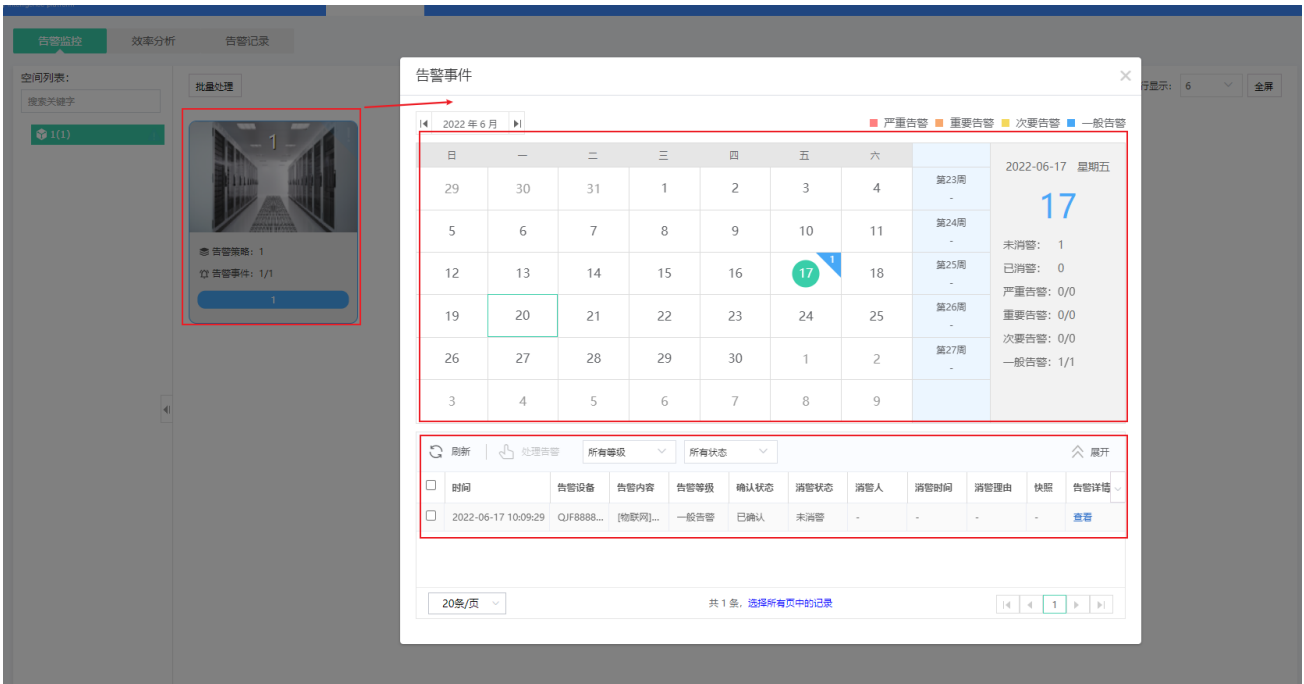 告警监控 效率分析 告警记录
空间列表:
搜索关键字
1(1)
批量处理
1
告警策略: 1
告警事件: 1/1
1
行显示: 6 全屏
告警事件
2022 年 6 月
严重告警 重要告警 次要告警 一般告警
日 一 二 三 四 五 六
29 30 31 1 2 3 4 第23周 -
5 6 7 8 9 10 11 第24周 -
12 13 14 15 16 17 1 18 第25周 -
19 20 21 22 23 24 25 第26周 -
26 27 28 29 30 1 2 第27周 -
3 4 5 6 7 8 9
2022-06-17 星期五
17
未消警: 1
已消警: 0
严重告警: 0/0
重要告警: 0/0
次要告警: 0/0
一般告警: 1/1
刷新 处理告警 所有等级 所有状态 展开
时间 告警设备 告警内容 告警等级 确认状态 消警状态 消警人 消警时间 消警理由 快照 告警详情
2022-06-17 10:09:29 QJF8888... [物联网]... 一般告警 已确认 未消警 - - - - 查看
20条/页 共 1 条, 选择所有页中的记录 1